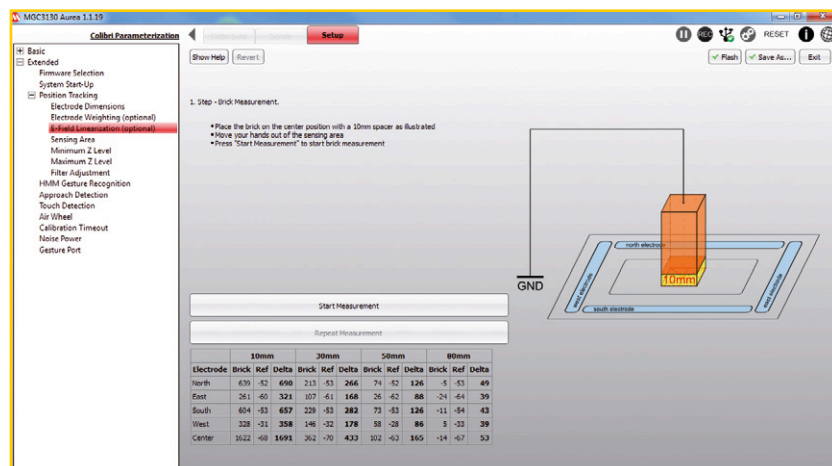 MGC3130 Aurea 1.1.19
Colibri Parameterization
Setup
REC
RESET
Basic
Extended
Firmware Selection
System Start-Up
Position Tracking
Electrode Dimensions
Electrode Weighting (optional)
E-Field Linearization (optional)
Sensing Area
Minimum Z Level
Maximum Z Level
Filter Adjustment
HMM Gesture Recognition
Approach Detection
Touch Detection
Air Wheel
Calibration Timeout
Noise Power
Gesture Port
Show Help Revert Flash Save As... Exit
1. Step - Brick Measurement.
•Place the brick on the center position with a 10mm spacer as illustrated
•Move your hands out of the sensing area
•Press "Start Measurement" to start brick measurement
north electrode
10mm
GND
west electrode
east electrode
south electrode
Start Measurement
Repeat Measurement
10mm 30mm 50mm 80mm
Electrode Brick Ref Delta Brick Ref Delta Brick Ref Delta Brick Ref Delta
North 639 -52 690 213 -53 266 74 -52 126 -5 -53 49
East 261 -60 321 107 -61 168 26 -62 88 -24 -64 39
South 604 -53 657 229 -53 282 73 -53 126 -11 -54 43
West 328 -31 358 146 -32 178 58 -28 86 5 -33 39
Center 1622 -68 1691 362 -70 433 102 -63 165 -14 -67 53